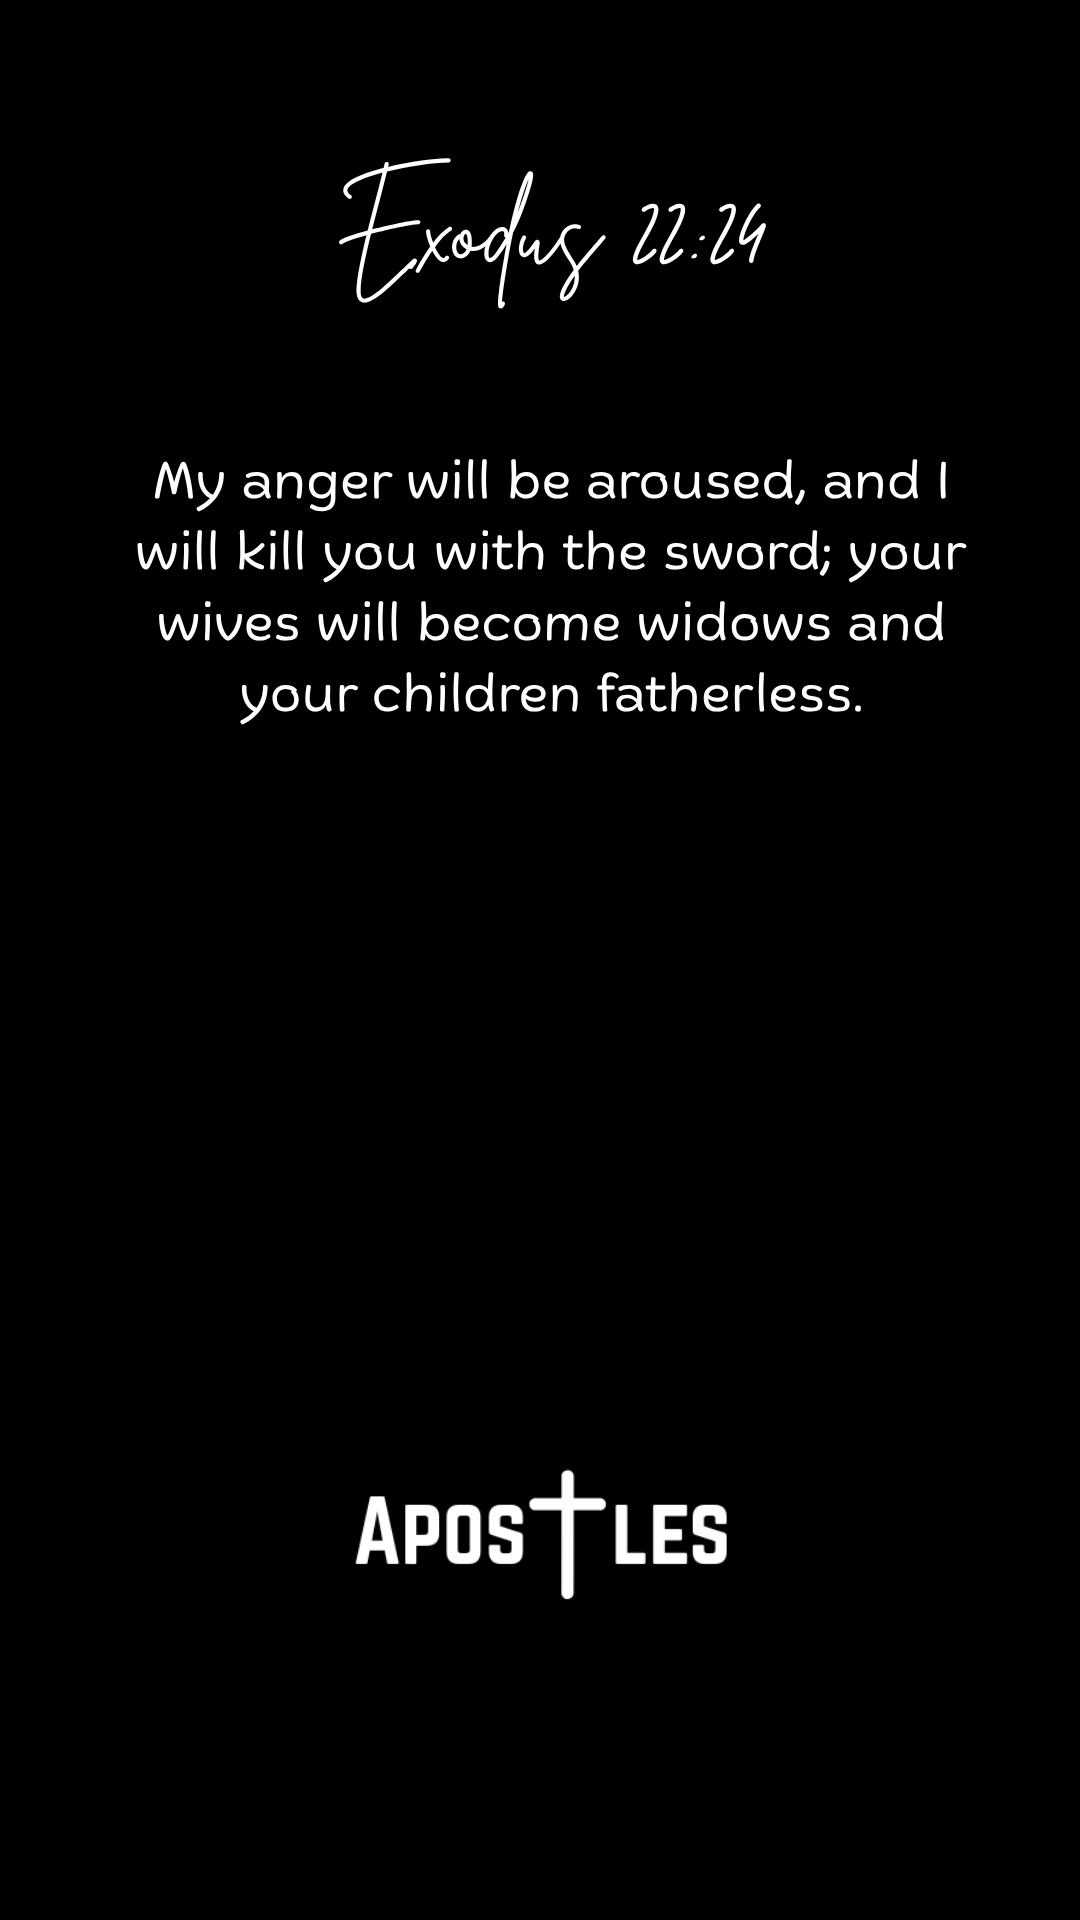 Exodus 22:24
My anger will be aroused, and I
will kill you with the sword; your
wives will become widows and
your children fatherless.
APOSTLES